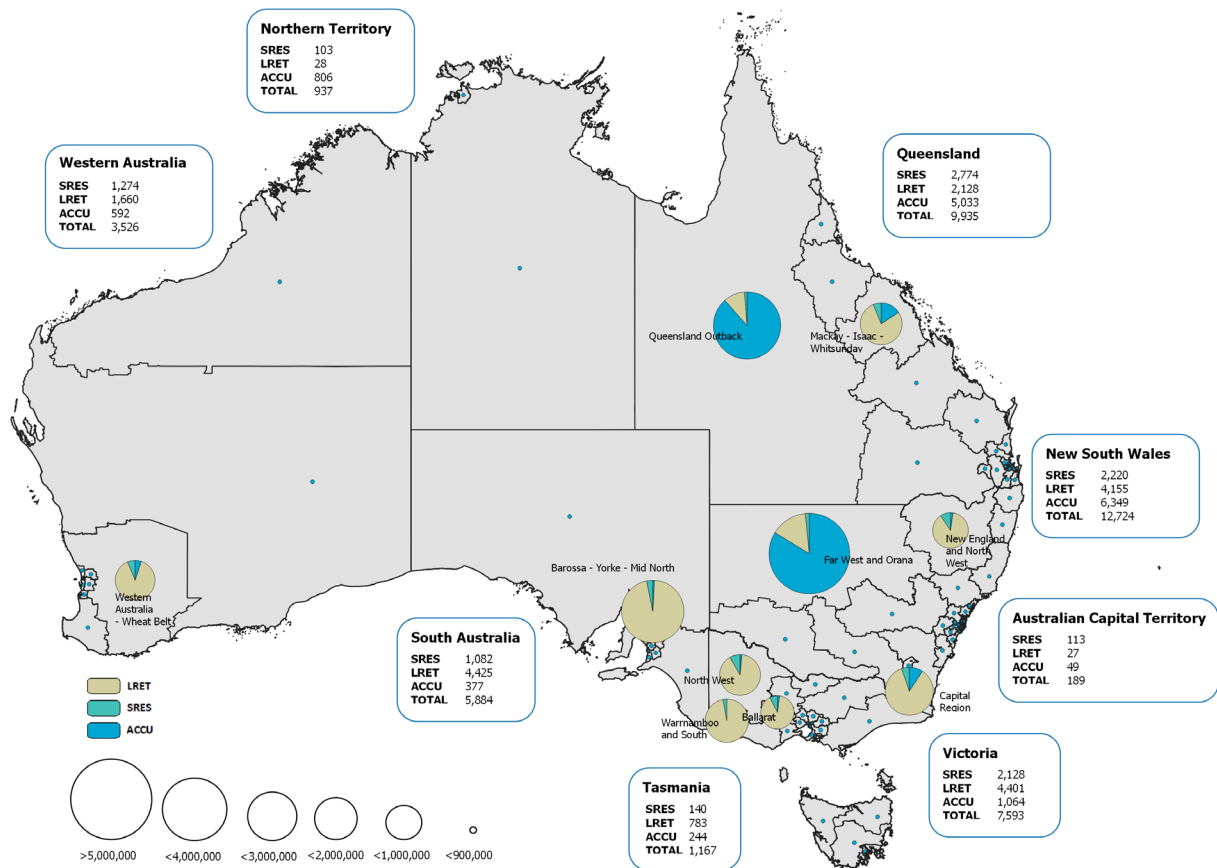 Northern Territory
SRES 103
LRET 28
ACCU 806
TOTAL 937
Western Australia
SRES 1,274
LRET 1,660
ACCU 592
TOTAL 3,526
Queensland
SRES 2,774
LRET 2,128
ACCU 5,033
TOTAL 9,935
Queensland Outback
Mackay - Isaac -
Whitsunday
New South Wales
SRES 2,220
LRET 4,155
ACCU 6,349
TOTAL 12,724
New England
and North
West
Far West and Orana
Barossa - Yorke - Mid North
Western
Australia
- Wheat Belt
Australian Capital Territory
SRES 113
LRET 27
ACCU 49
TOTAL 189
South Australia
SRES 1,082
LRET 4,425
ACCU 377
TOTAL 5,884
North West
Capital
Region
Ballarat
Warrnamboo
and South
LRET
SRES
ACCU
Victoria
SRES 2,128
LRET 4,401
ACCU 1,064
TOTAL 7,593
Tasmania
SRES 140
LRET 783
ACCU 244
TOTAL 1,167
>5,000,000 <4,000,000 <3,000,000 <2,000,000 <1,000,000 <900,000